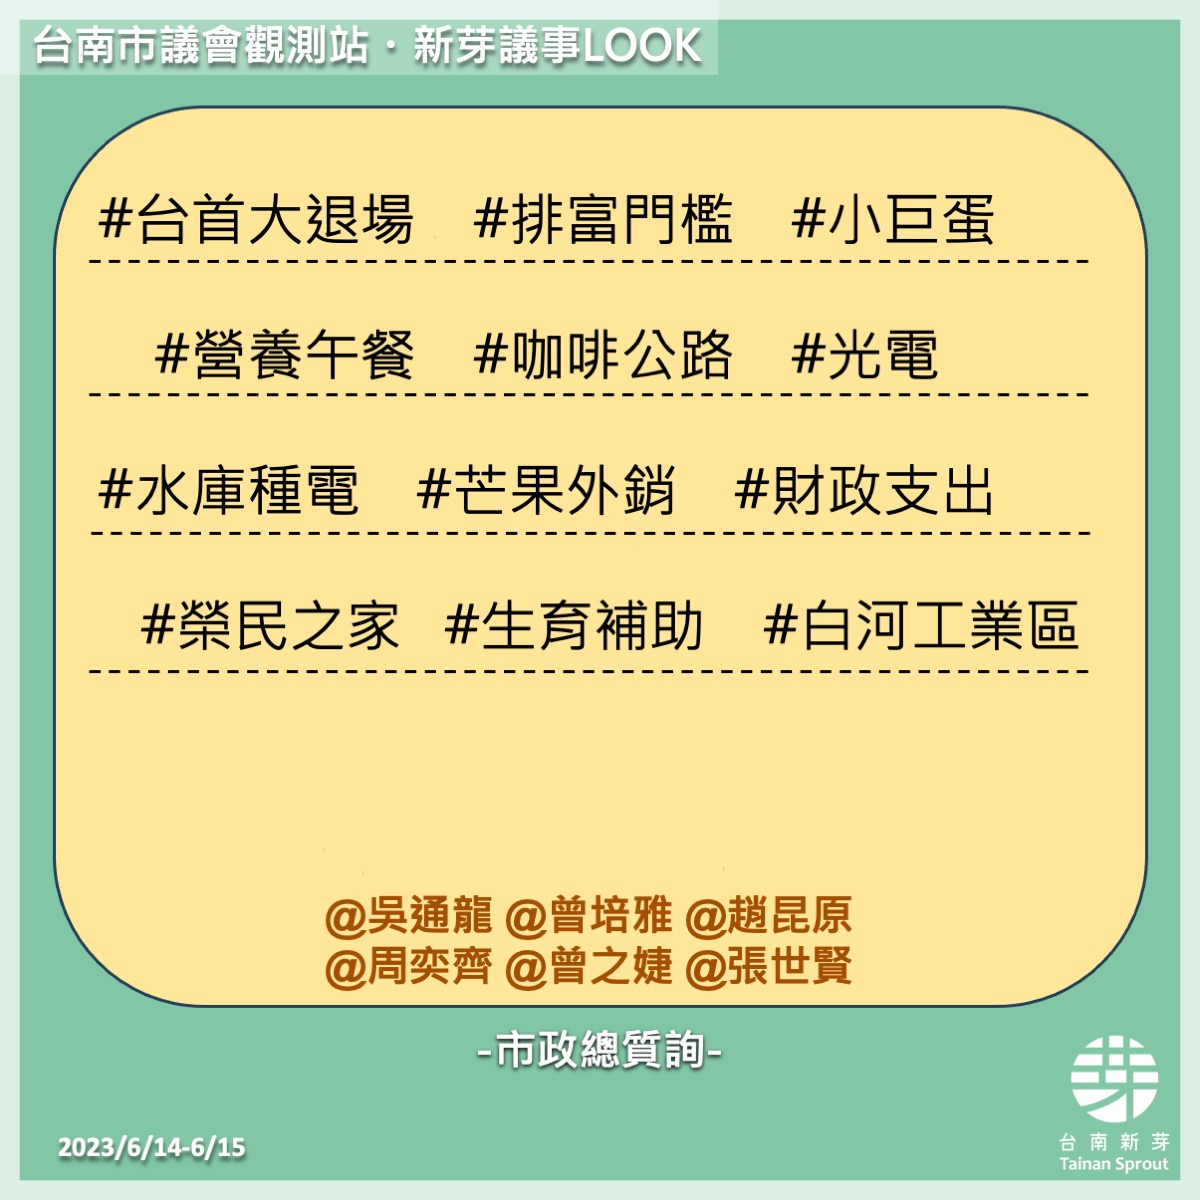 台南市議會觀測站・新芽議事LOOK
#台首大退場 #排富門檻 #小巨蛋
#營養午餐 #咖啡公路 #光電
#水庫種電 #芒果外銷 #財政支出
#榮民之家 #生育補助 #白河工業區
@吳通龍 @曾培雅 @趙昆原
@周奕齊 @曾之婕 @張世賢
-市政總質詢-
2023/6/14-6/15
台南新芽
Tainan Sprout